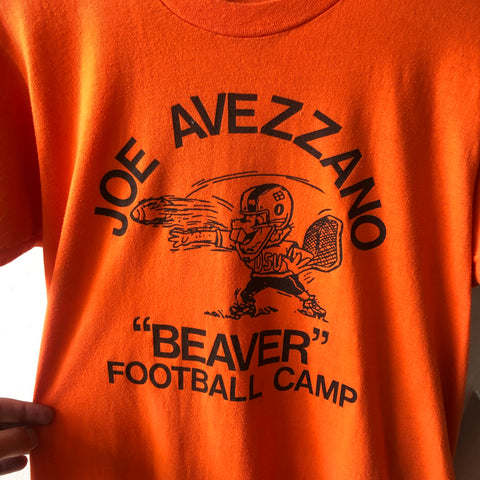 JOE AVEZZANO
OSU
"BEAVER"
FOOTBALL CAMP